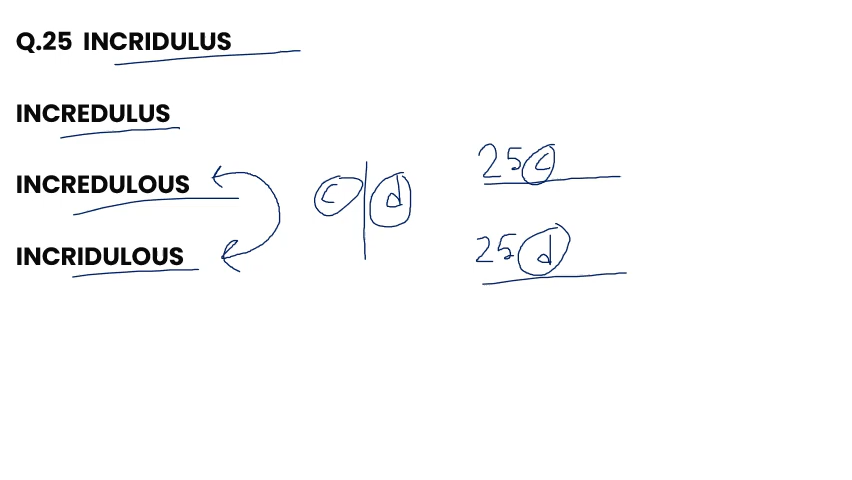 Q.25 INCRIDULUS
INCREDULUS
INCREDULOUS
INCRIDULOUS
c d
25 c
25 d